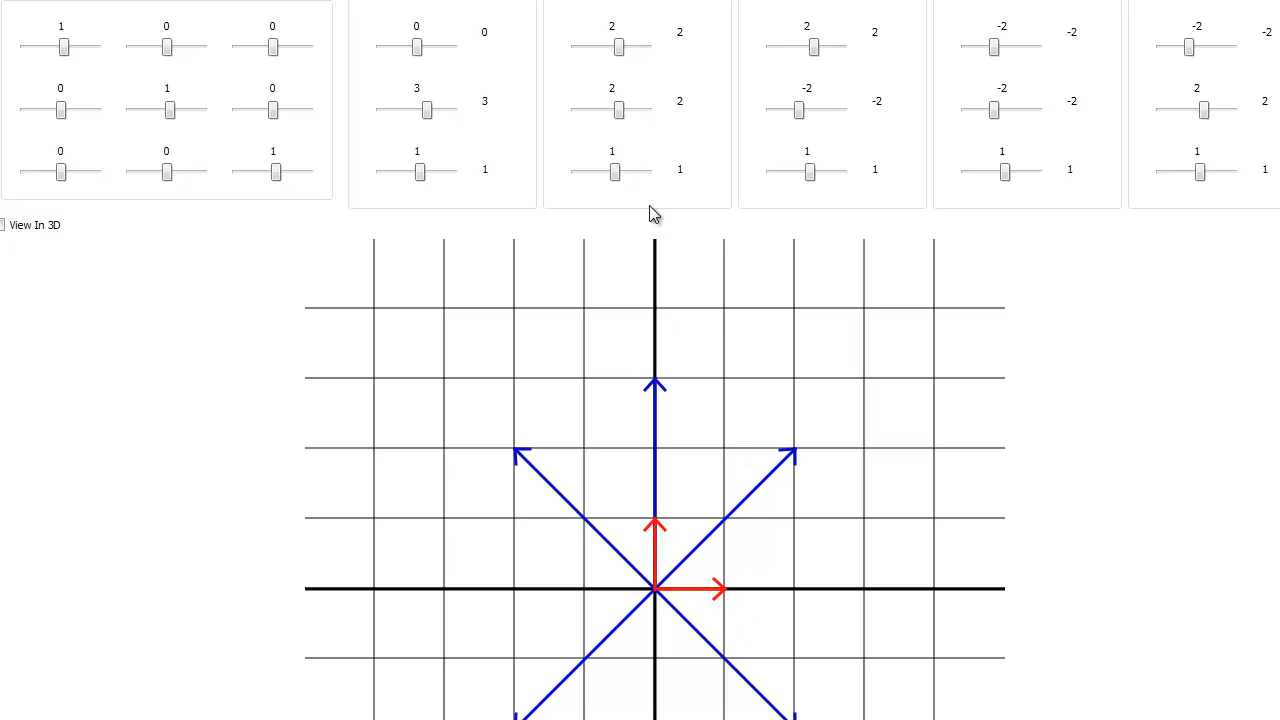 1 0 0 0 0 2 2 2 2 -2 -2 -2 -2
0 1 0 3 3 2 2 -2 -2 -2 -2 2 2
0 0 1 1 1 1 1 1 1 1 1 1 1
View In 3D